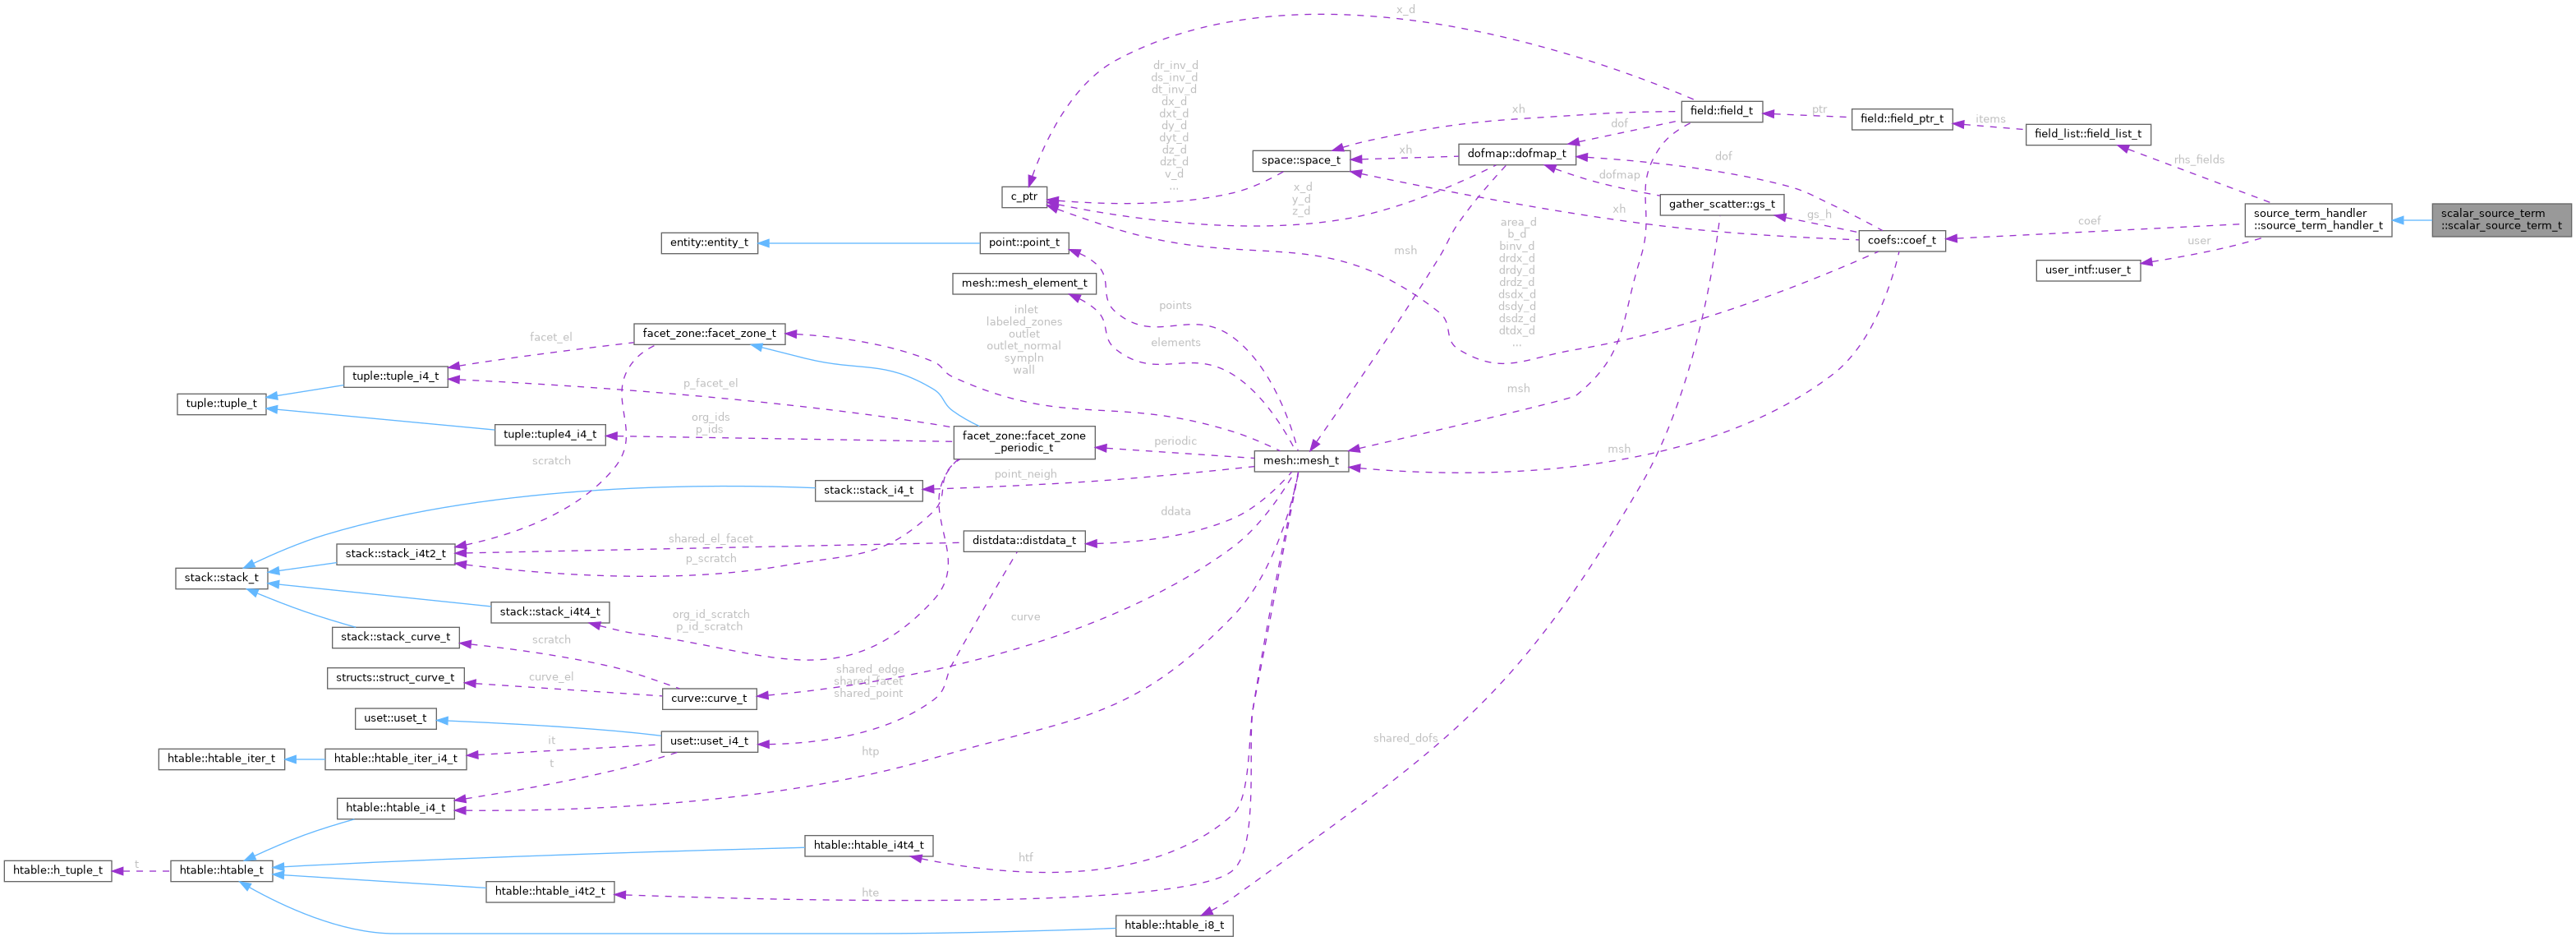 x_d
dr_inv_d
ds_inv_d
dt_inv_d
dx_d
dxt_d
dy_d
dyt_d
dz_d
dzt_d
v_d
...
xh
field::field_t
ptr
field::field_ptr_t
items
field_list::field_list_t
dof
xh
dofmap::dofmap_t
space::space_t
dof
rhs_fields
dofmap
c_ptr
x_d
y_d
z_d
gather_scatter::gs_t
xh
gs_h
coef
source_term_handler
::source_term_handler_t
scalar_source_term
::scalar_source_term_t
entity::entity_t
point::point_t
msh
area_d
b_d
binv_d
drdx_d
drdy_d
drdz_d
dsdx_d
dsdy_d
dsdz_d
dtdx_d
...
coefs::coef_t
user
user_intf::user_t
mesh::mesh_element_t
points
inlet
labeled_zones
outlet
outlet_normal
sympln
wall
elements
facet_el
facet_zone::facet_zone_t
tuple::tuple_i4_t
p_facet_el
tuple::tuple_t
msh
org_ids
p_ids
tuple::tuple4_i4_t
facet_zone::facet_zone
_periodic_t
periodic
mesh::mesh_t
msh
scratch
point_neigh
stack::stack_i4_t
ddata
shared_el_facet
distdata::distdata_t
stack::stack_i4t2_t
p_scratch
stack::stack_t
stack::stack_i4t4_t
org_id_scratch
p_id_scratch
curve
stack::stack_curve_t
scratch
structs::struct_curve_t
curve_el
curve::curve_t
shared_edge
shared_facet
shared_point
uset::uset_t
it
uset::uset_i4_t
htable::htable_iter_t
htable::htable_iter_i4_t
t
htp
shared_dofs
htable::htable_i4_t
htable::htable_i4t4_t
htf
htable::h_tuple_t
t
htable::htable_t
htable::htable_i4t2_t
hte
htable::htable_i8_t